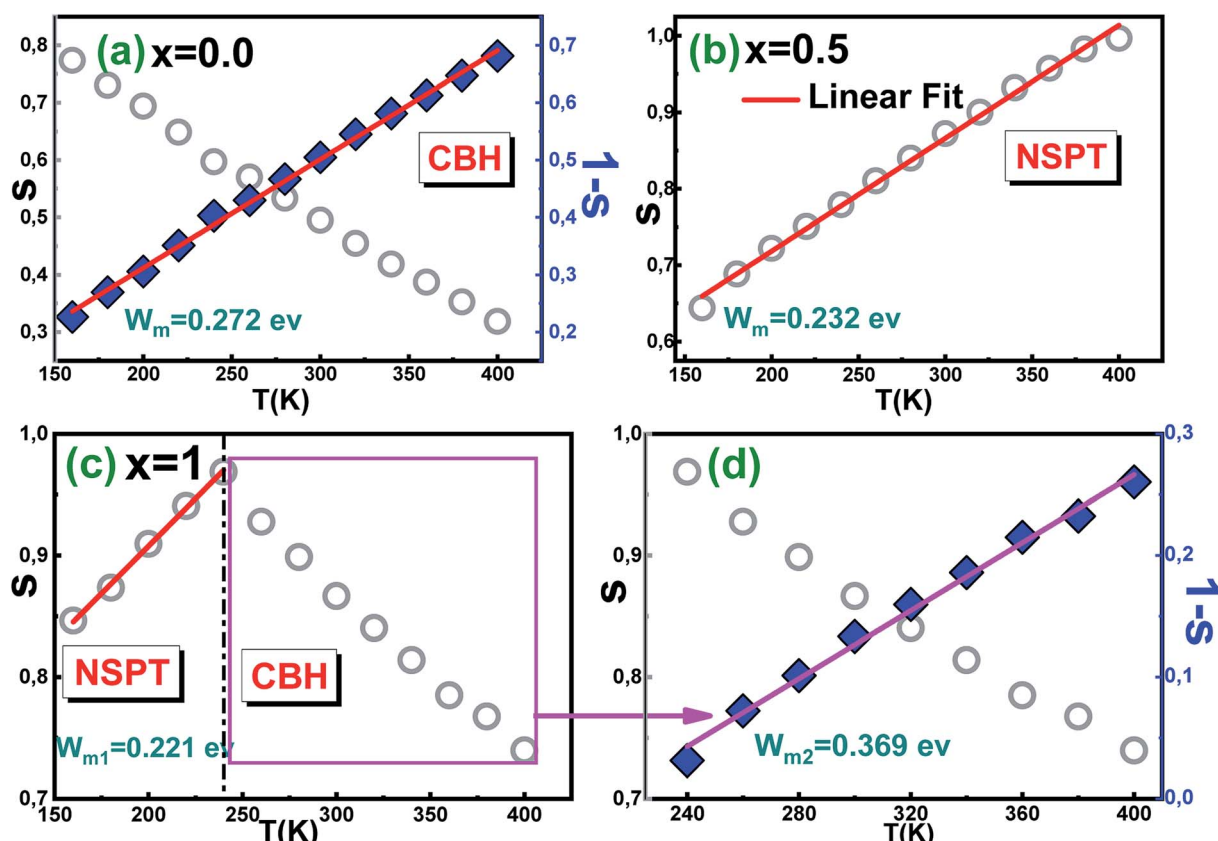 (a) x=0.0
0,8
0,7
0,6
0,5
0,4
0,3
S
0,7
0,6
0,5
0,4
0,3
0,2
1-s
CBH
Wm=0.272 ev
150 200 250 300 350 400
T(K)
(b) x=0.5
Linear Fit
NSPT
1,0
0,9
0,8
0,7
0,6
S
Wm=0.232 ev
150 200 250 300 350 400
T(K)
(c) x=1
1,0
0,9
0,8
0,7
S
NSPT
CBH
Wm1=0.221 ev
150 200 250 300 350 400
T(K)
(d)
1,0
0,9
0,8
0,7
S
0,3
0,2
0,1
0,0
1-s
Wm2=0.369 ev
240 280 320 360 400
T(K)